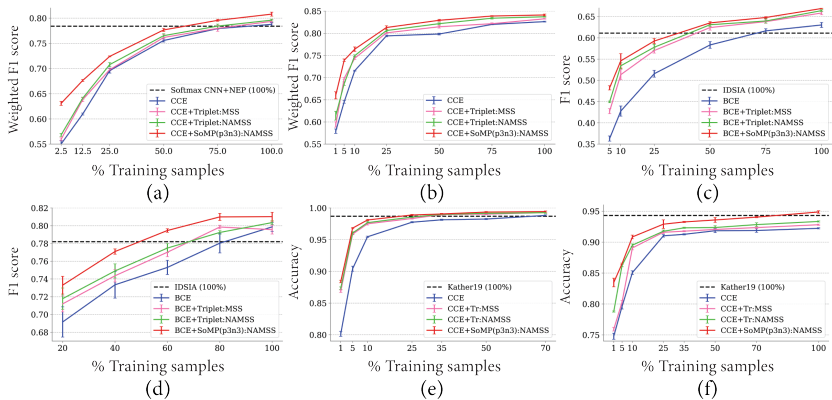 Weighted F1 score
0.80
0.75
0.70
0.65
0.60
0.55
2.5
12.5
25.0
50.0
75.0
100.0
Softmax CNN+NEP (100%)
CCE
CCE+Triplet:MSS
CCE+Triplet:NAMSS
CCE+SoMP(p3n3):NAMSS
% Training samples
(a)
Weighted F1 score
0.85
0.80
0.75
0.70
0.65
0.60
0.55
1
5
10
25
50
75
100
CCE
CCE+Triplet:MSS
CCE+Triplet:NAMSS
CCE+SoMP(p3n3):NAMSS
% Training samples
(b)
F1 score
0.65
0.60
0.55
0.50
0.45
0.40
0.35
1
5
10
25
50
75
100
IDSIA (100%)
BCE
BCE+Triplet:MSS
BCE+Triplet:NAMSS
BCE+SoMP(p3n3):NAMSS
% Training samples
(c)
F1 score
0.82
0.80
0.78
0.76
0.74
0.72
0.70
0.68
20
40
60
80
100
IDSIA (100%)
BCE
BCE+Triplet:MSS
BCE+Triplet:NAMSS
BCE+SoMP(p3n3):NAMSS
% Training samples
(d)
Accuracy
1.00
0.95
0.90
0.85
0.80
1
5
10
25
35
50
70
Kather19 (100%)
CCE
CCE+Tr:MSS
CCE+Tr:NAMSS
CCE+SoMP(p3n3):NAMSS
% Training samples
(e)
Accuracy
0.95
0.90
0.85
0.80
0.75
1
5
10
25
35
50
70
100
Kather16 (100%)
CCE
CCE+Tr:MSS
CCE+Tr:NAMSS
CCE+SoMP(p3n3):NAMSS
% Training samples
(f)